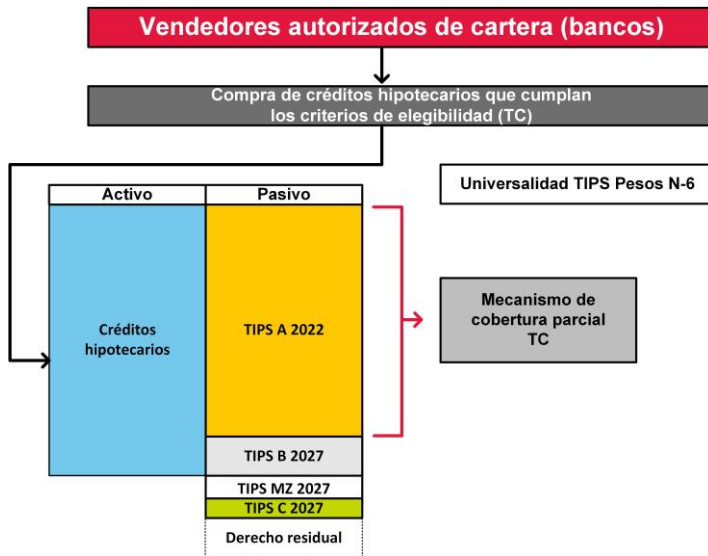 Vendedores autorizados de cartera (bancos)
Compra de créditos hipotecarios que cumplan
los criterios de elegibilidad (TC)
Universalidad TIPS Pesos N-6
Activo
Pasivo
Créditos
hipotecarios
TIPS A 2022
Mecanismo de
cobertura parcial
TC
TIPS B 2027
TIPS MZ 2027
TIPS C 2027
Derecho residual